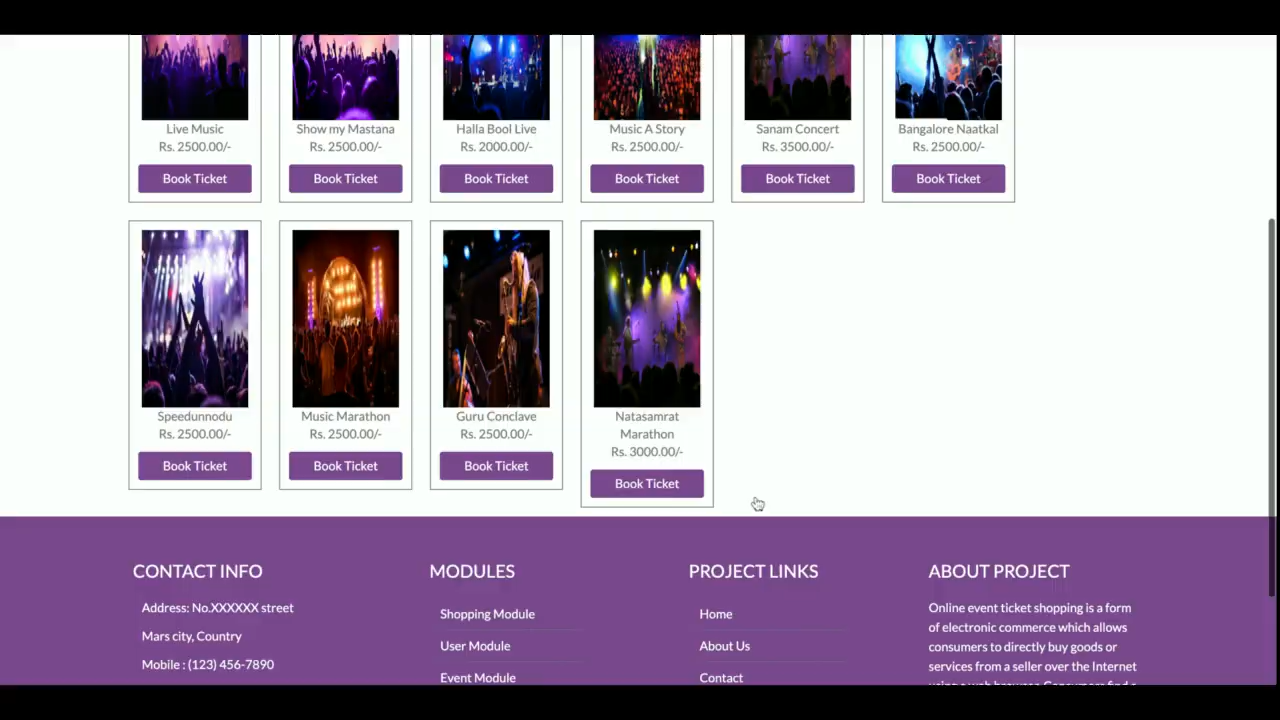 Live Music
Rs. 2500.00/-
Book Ticket
Show my Mastana
Rs. 2500.00/-
Book Ticket
Halla Bool Live
Rs. 2000.00/-
Book Ticket
Music A Story
Rs. 2500.00/-
Book Ticket
Sanam Concert
Rs. 3500.00/-
Book Ticket
Bangalore Naatkal
Rs. 2500.00/-
Book Ticket
Speedunnodu
Rs. 2500.00/-
Book Ticket
Music Marathon
Rs. 2500.00/-
Book Ticket
Guru Conclave
Rs. 2500.00/-
Book Ticket
Natasamrat
Marathon
Rs. 3000.00/-
Book Ticket
CONTACT INFO
Address: No.XXXXXX street
Mars city, Country
Mobile : (123) 456-7890
MODULES
Shopping Module
User Module
Event Module
PROJECT LINKS
Home
About Us
Contact
ABOUT PROJECT
Online event ticket shopping is a form
of electronic commerce which allows
consumers to directly buy goods or
services from a seller over the Internet